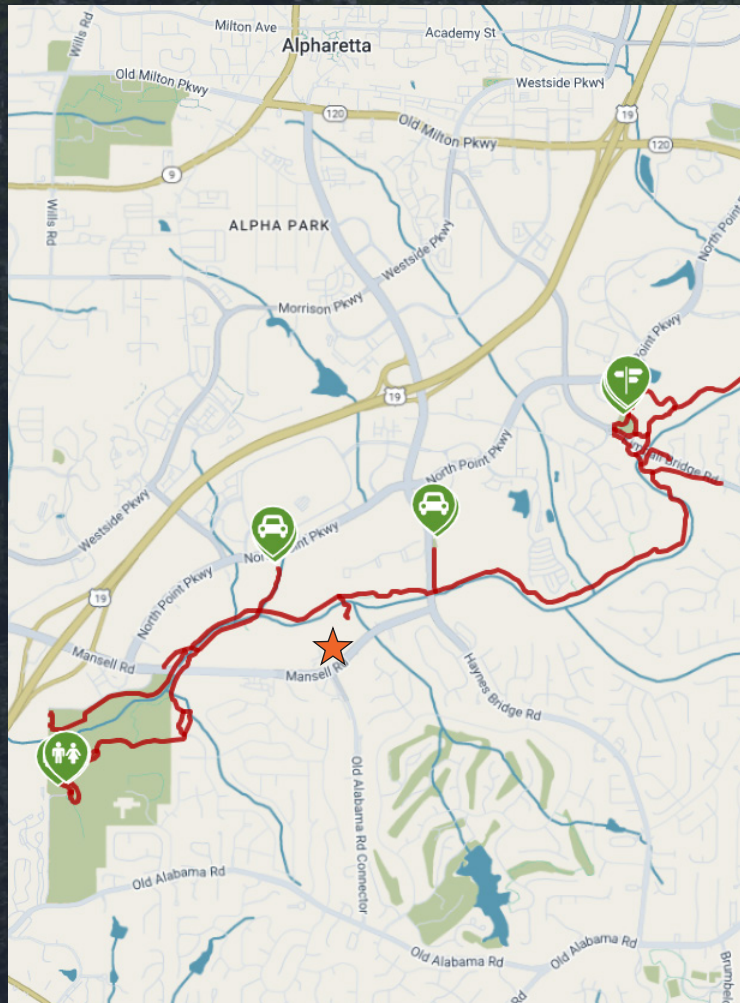 Wills Rd
Milton Ave
Academy St
Alpharetta
Old Milton Pkwy
Westside Pkwy
120
19
Old Milton Pkwy
120
9
Wills Rd
ALPHA PARK
Westside Pkwy
North Point P
Morrison Pkwy
Point Pkwy
19
North Point Pkwy
Bridge Rd
Westside Pkwy
North Point Pkwy
19
North Point Pkwy
Mansell Rd
Mansell Rd
Haynes Bridge Rd
Old Alabama Rd Connector
Old Alabama Rd
Old Alabama Rd
Old Alabama Rd
Rd
Brumbe